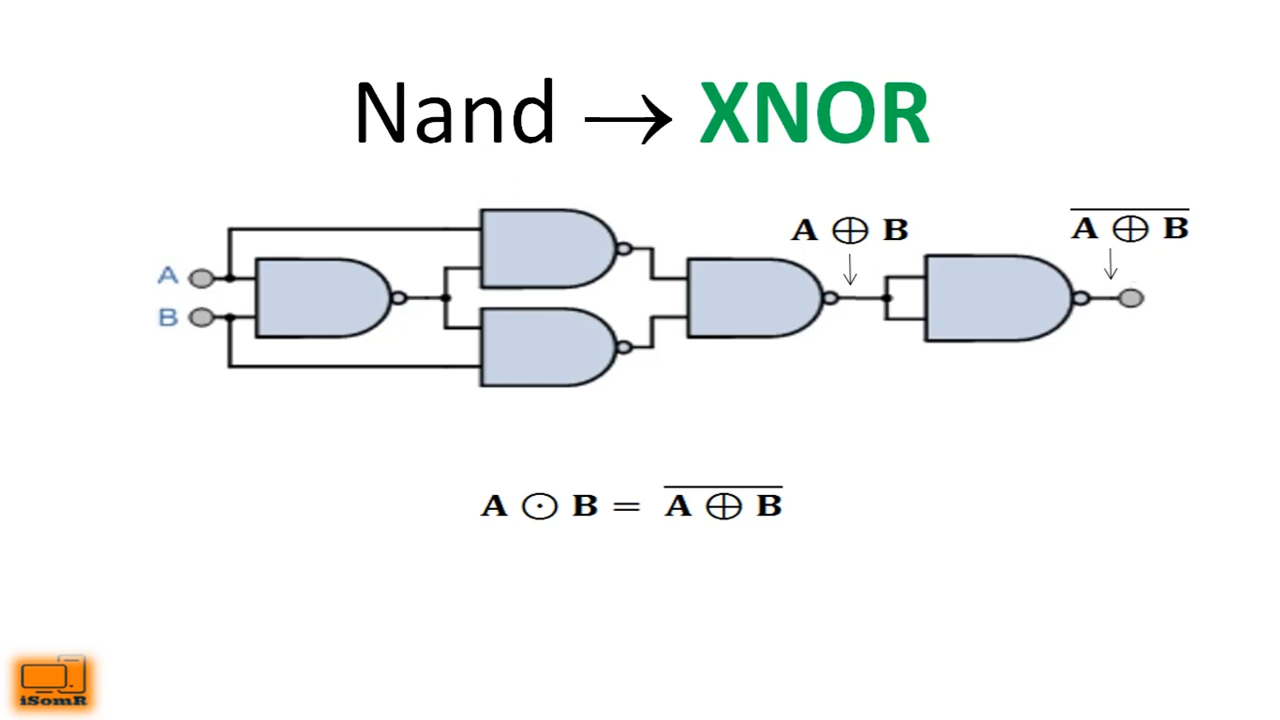 Nand → XNOR
A ⊕ B
A̅ ̅⊕̅ ̅B̅
A
B
A ⊙ B = A̅ ̅⊕̅ ̅B̅
iSomR